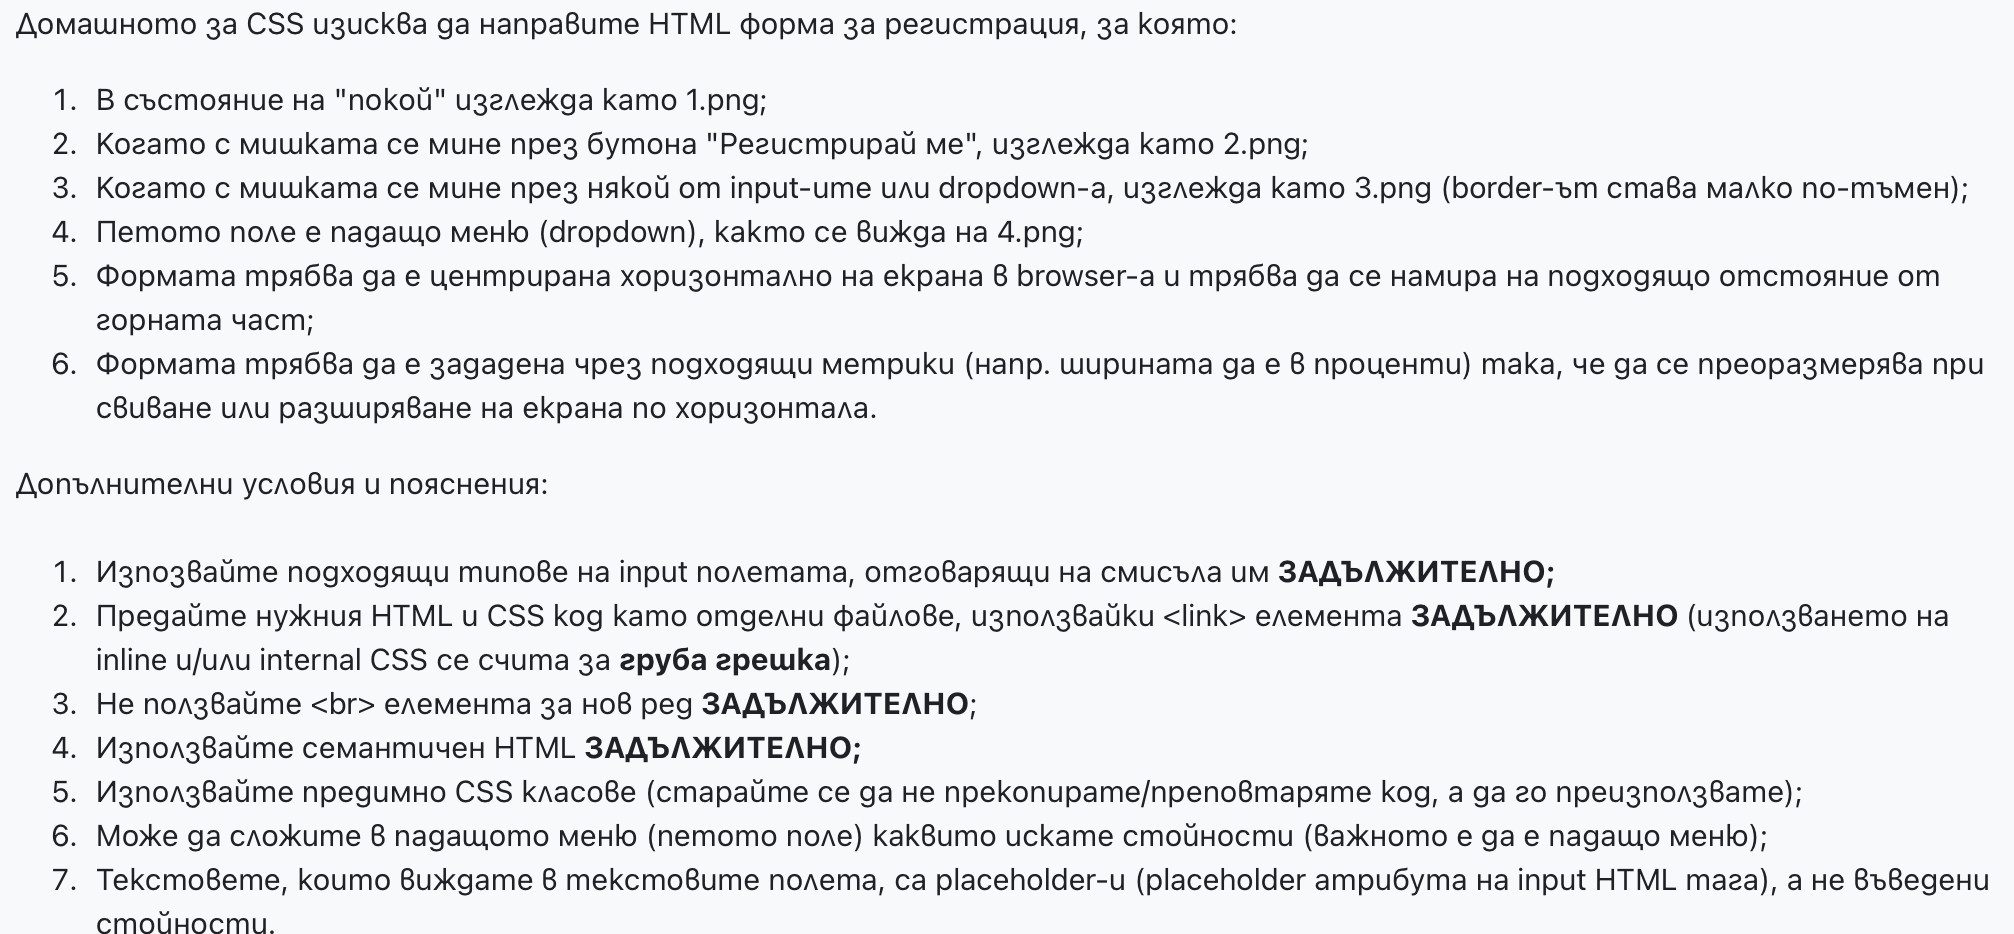 Домашното за CSS изисква да направите HTML форма за регистрация, за която:
1. В състояние на "покой" изглежда като 1.png;
2. Когато с мишката се мине през бутона "Регистрирай ме", изглежда като 2.png;
3. Когато с мишката се мине през някой от input-ите или dropdown-а, изглежда като 3.png (border-ът става малко по-тъмен);
4. Петото поле е падащо меню (dropdown), както се вижда на 4.png;
5. Формата трябва да е центрирана хоризонтално на екрана в browser-а и трябва да се намира на подходящо отстояние от
горната част;
6. Формата трябва да е зададена чрез подходящи метрики (напр. ширината да е в проценти) така, че да се преоразмерява при
свиване или разширяване на екрана по хоризонтала.
Допълнителни условия и пояснения:
1. Изпозвайте подходящи типове на input полетата, отговарящи на смисъла им ЗАДЪЛЖИТЕЛНО;
2. Предайте нужния HTML и CSS код като отделни файлове, използвайки <link> елемента ЗАДЪЛЖИТЕЛНО (използването на
inline и/или internal CSS се счита за груба грешка);
3. Не ползвайте <br> елемента за нов ред ЗАДЪЛЖИТЕЛНО;
4. Използвайте семантичен HTML ЗАДЪЛЖИТЕЛНО;
5. Използвайте предимно CSS класове (старайте се да не прекопирате/преповтаряте код, а да го преизползвате);
6. Може да сложите в падащото меню (петото поле) каквито искате стойности (важното е да е падащо меню);
7. Текстовете, които виждате в текстовите полета, са placeholder-и (placeholder атрибута на input HTML тага), а не въведени
стойности.